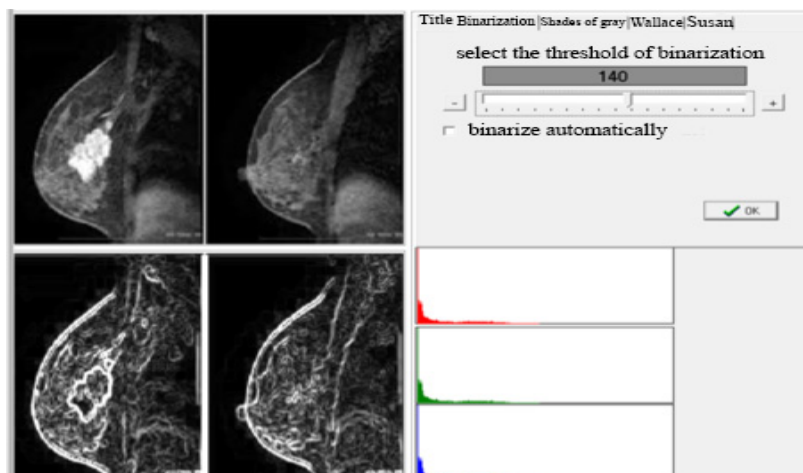 Title Binarization|Shades of gray|Wallace|Susan|
select the threshold of binarization
140
- +
binarize automatically
OK